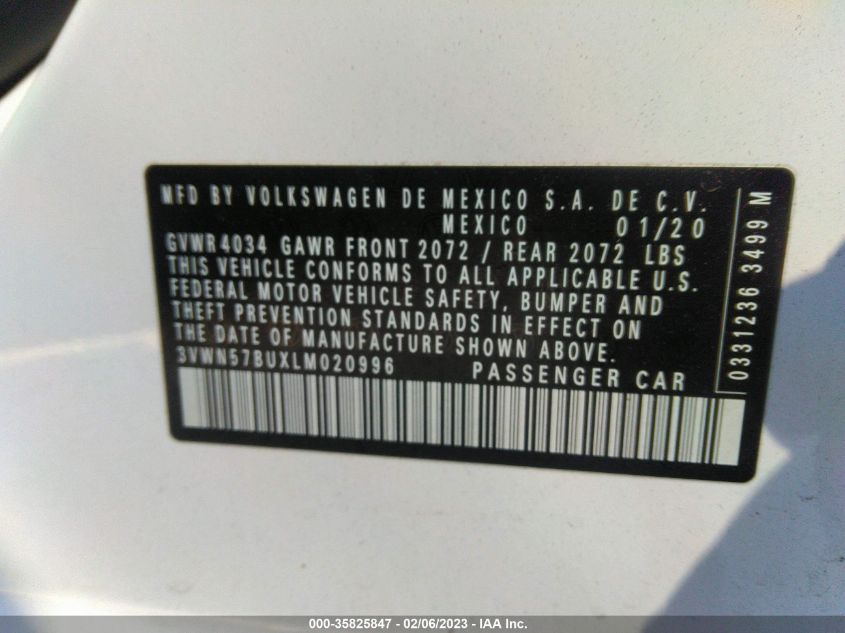 MFD BY VOLKSWAGEN DE MEXICO S.A. DE C.V.
MEXICO 01/20
GVWR 4034 GAWR FRONT 2072 / REAR 2072 LBS
THIS VEHICLE CONFORMS TO ALL APPLICABLE U.S.
FEDERAL MOTOR VEHICLE SAFETY, BUMPER AND
THEFT PREVENTION STANDARDS IN EFFECT ON
THE DATE OF MANUFACTURE SHOWN ABOVE.
3VWN57BUXLM020996 PASSENGER CAR
0331236 3499 M
000-35825847 - 02/06/2023 - IAA Inc.